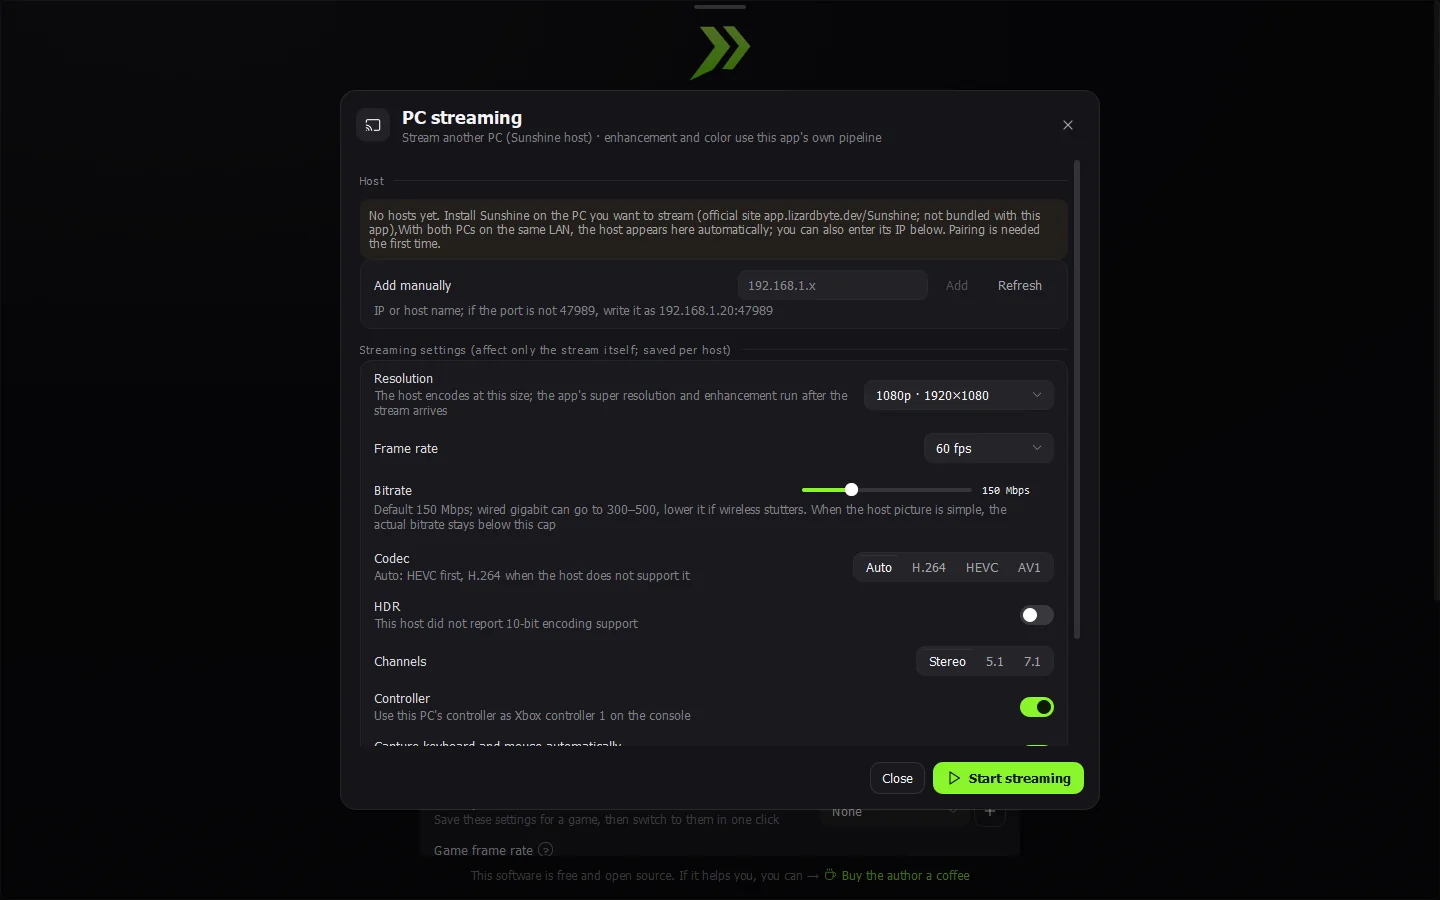 PC streaming
Stream another PC (Sunshine host) · enhancement and color use this app's own pipeline
Host
No hosts yet. Install Sunshine on the PC you want to stream (official site app.lizardbyte.dev/Sunshine; not bundled with this
app),With both PCs on the same LAN, the host appears here automatically; you can also enter its IP below. Pairing is needed
the first time.
Add manually
192.168.1.x
Add
Refresh
IP or host name; if the port is not 47989, write it as 192.168.1.20:47989
Streaming settings (affect only the stream itself; saved per host)
Resolution
The host encodes at this size; the app's super resolution and enhancement run after the
stream arrives
1080p · 1920×1080
Frame rate
60 fps
Bitrate
150 Mbps
Default 150 Mbps; wired gigabit can go to 300–500, lower it if wireless stutters. When the host picture is simple, the
actual bitrate stays below this cap
Codec
Auto: HEVC first, H.264 when the host does not support it
Auto H.264 HEVC AV1
HDR
This host did not report 10-bit encoding support
Channels
Stereo 5.1 7.1
Controller
Use this PC's controller as Xbox controller 1 on the console
Capture keyboard and mouse automatically
Close
Start streaming
None
Save these settings for a game, then switch to them in one click
Game frame rate ?
This software is free and open source. If it helps you, you can → Buy the author a coffee